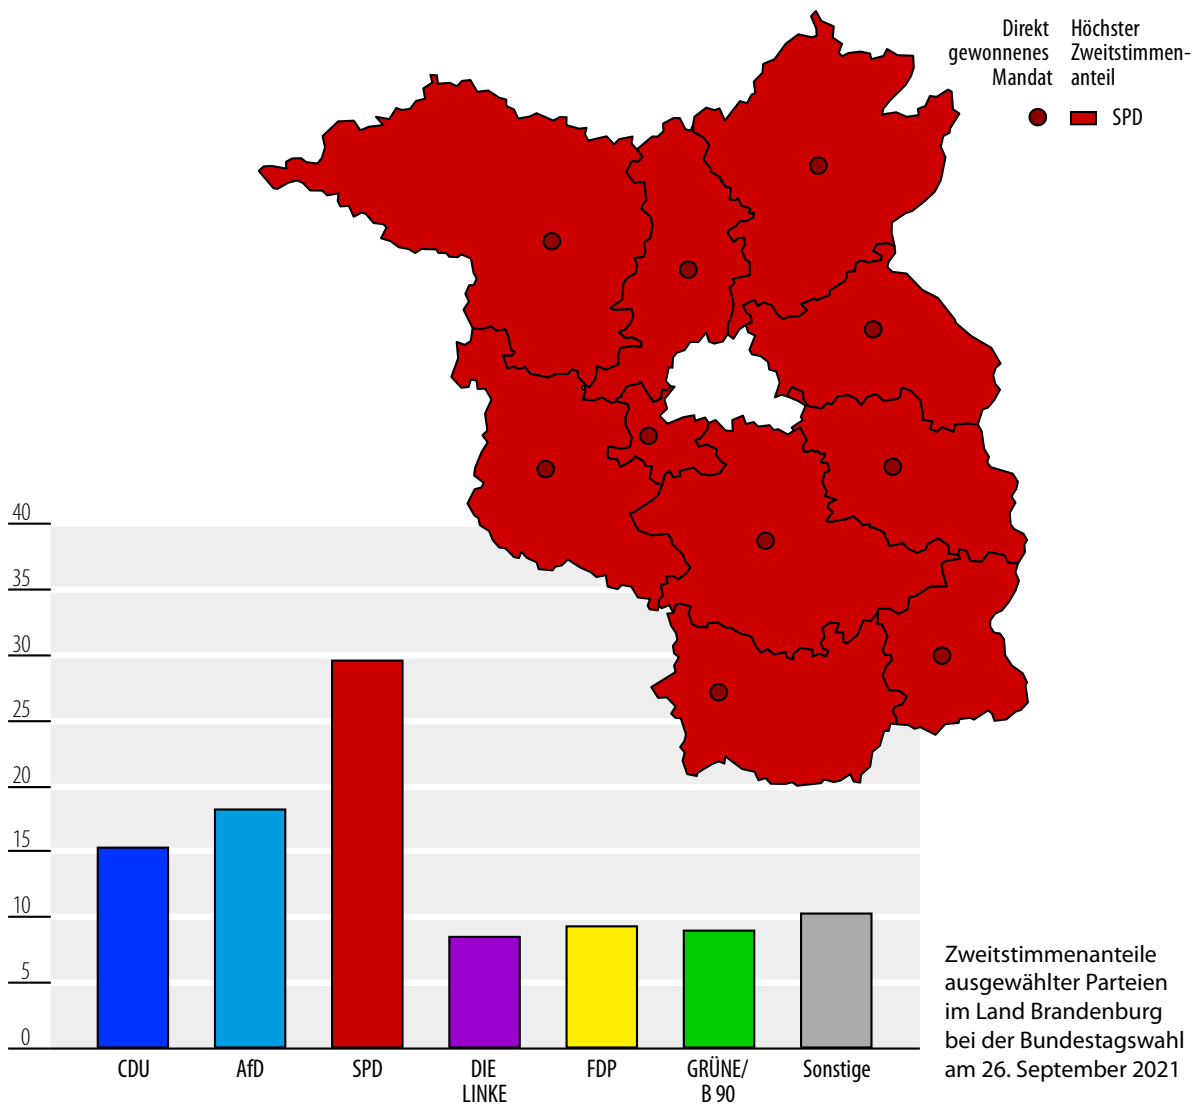 Direkt Höchster
gewonnenes Zweitstimmen-
Mandat anteil
SPD
40
35
30
25
20
15
10
5
0
CDU AfD SPD DIE LINKE FDP GRÜNE/ B 90 Sonstige
Zweitstimmenanteile
ausgewählter Parteien
im Land Brandenburg
bei der Bundestagswahl
am 26. September 2021